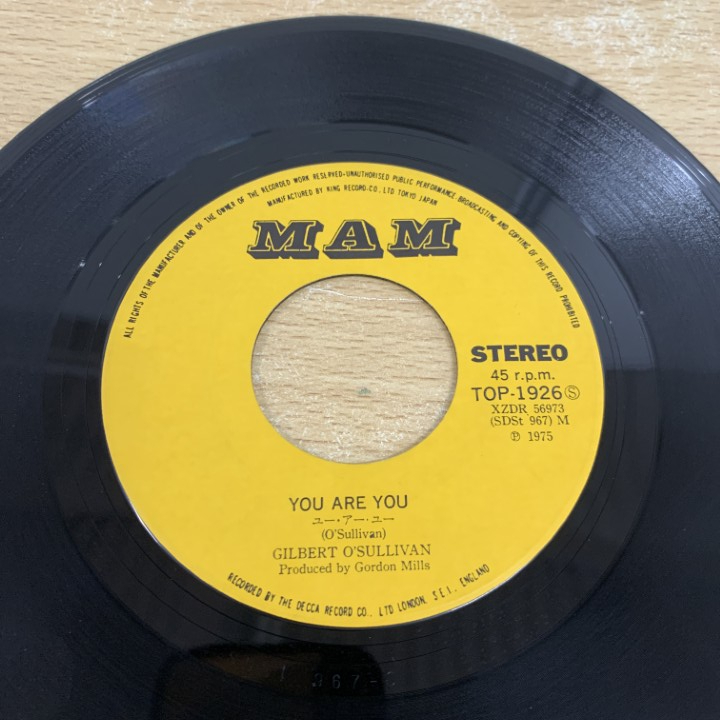 ALL RIGHTS OF THE MANUFACTURER AND OF THE OWNER OF THE RECORDED WORK RESERVED-UNAUTHORISED PUBLIC PERFORMANCE BROADCASTING AND COPYING OF THIS RECORD PROHIBITED
MANUFACTURED BY KING RECORD CO., LTD TOKYO JAPAN
MAM
STEREO
45 r.p.m.
TOP-1926Ⓢ
XZDR 56973
(SDSt 967) M
℗ 1975
YOU ARE YOU
ユー・アー・ユー
(O'Sullivan)
GILBERT O'SULLIVAN
Produced by Gordon Mills
RECORDED BY THE DECCA RECORD CO., LTD LONDON, S.E.I., ENGLAND